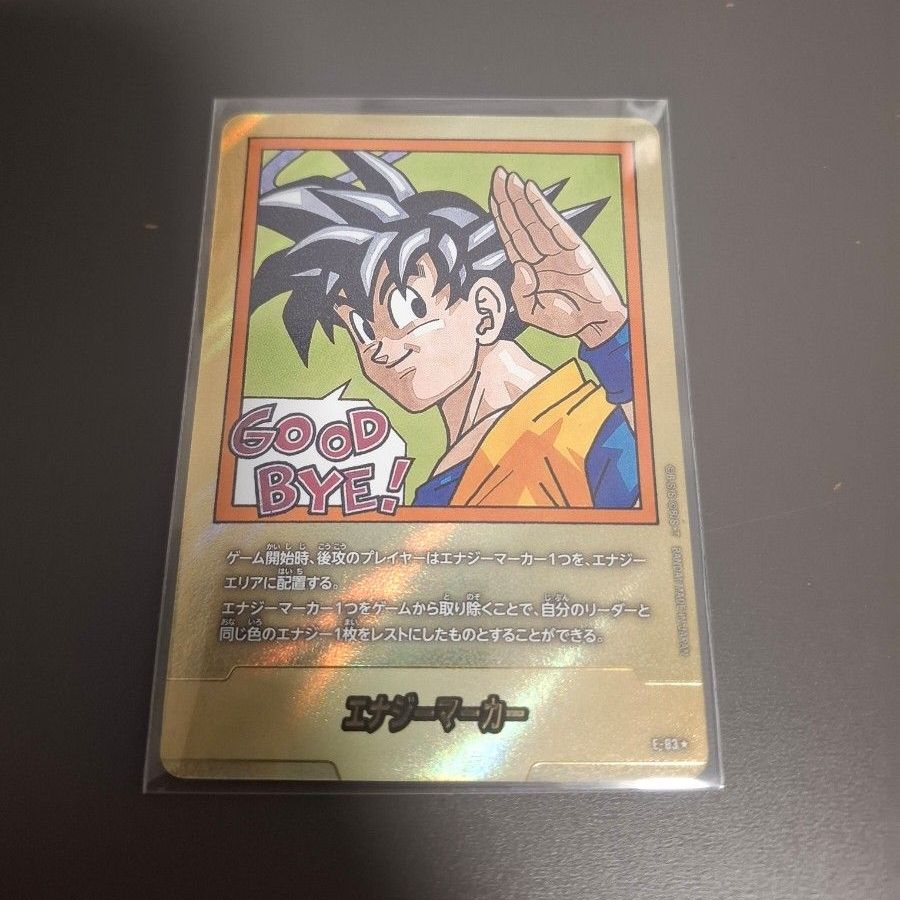 GOOD
BYE!
ゲーム開始時、後攻のプレイヤーはエナジーマーカー1つを、エナジー
エリアに配置する。
エナジーマーカー1つをゲームから取り除くことで、自分のリーダーと
同じ色のエナジー1枚をレストにしたものとすることができる。
エナジーマーカー
E-03★